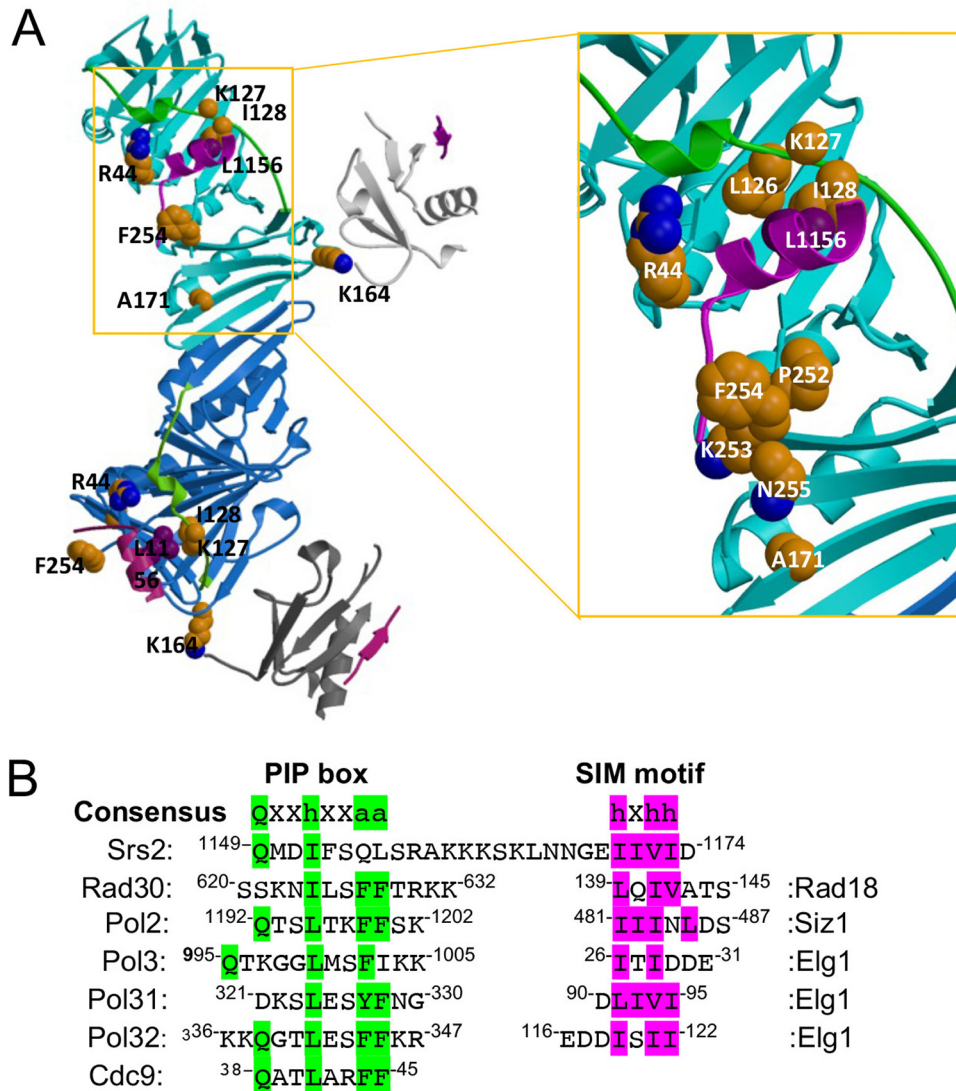 A
K127
I128
R44
L1156
F254
K164
A171
R44
I128
L11
56
K127
F254
K164
K127
L126
I128
L1156
R44
F254
P252
K253
N255
A171
B
PIP box SIM motif
Consensus QXXhXXaa hxhh
Srs2: 1149-QMDIFSQLSRAKKKSKLNNGEIIVID-1174
Rad30: 620-SSKNILSFFTRKK-632 139-LQIVATS-145 :Rad18
Pol2: 1192-QTSLTKFFSK-1202 481-IIINLDS-487 :Siz1
Pol3: 995-QTKGGLMSFIKK-1005 26-ITIDDE-31 :Elg1
Pol31: 321-DKSLESYFNG-330 90-DLIVI-95 :Elg1
Pol32: 336-KKQGTLESFFKR-347 116-EDDISII-122 :Elg1
Cdc9: 38-QATLARFF-45